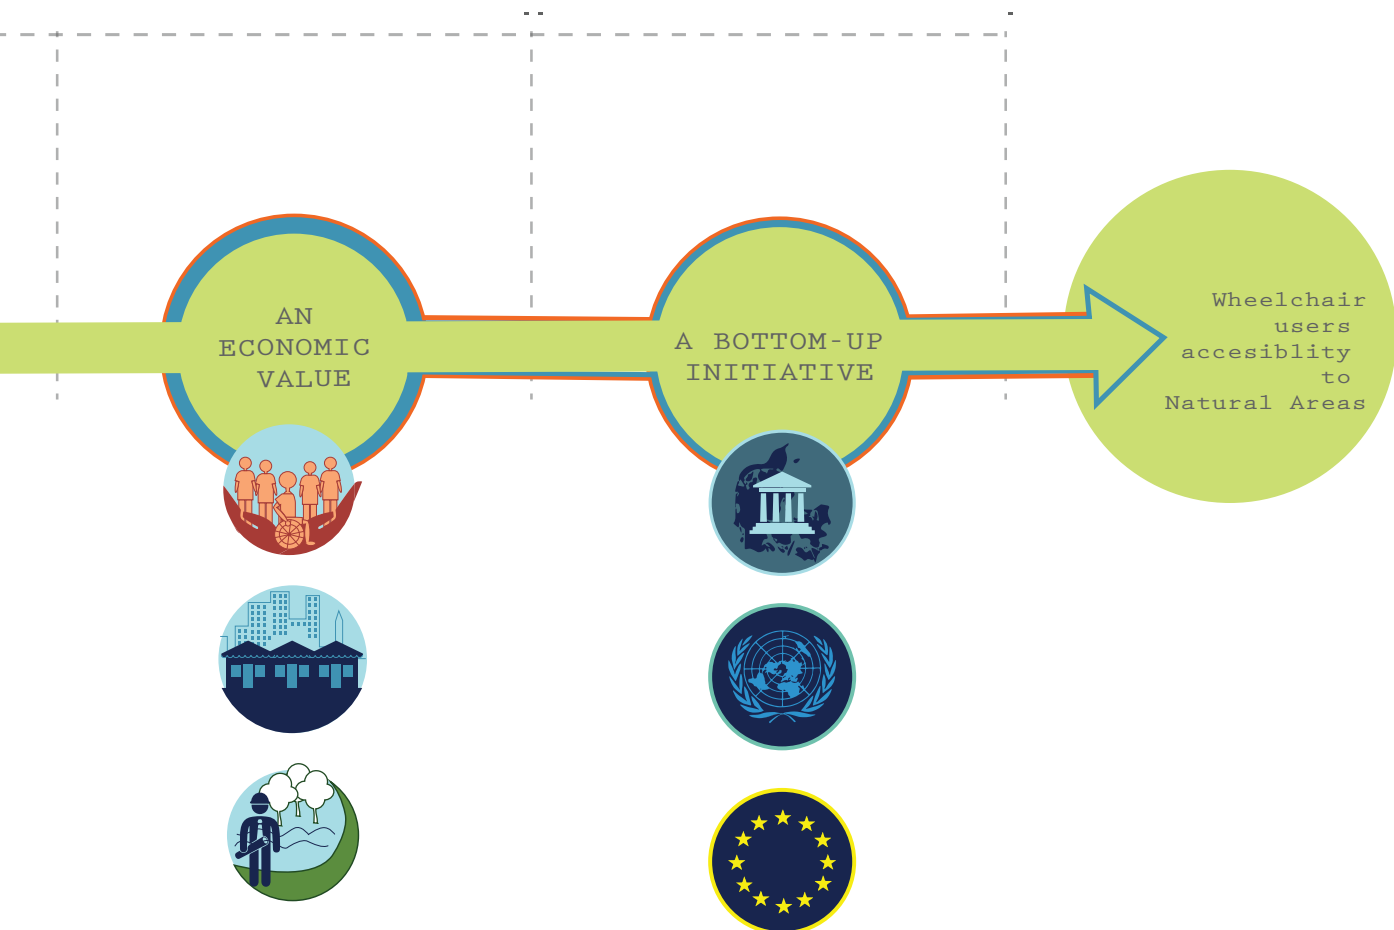 AN
ECONOMIC
VALUE
A BOTTOM-UP
INITIATIVE
Wheelchair
users
accesiblity
to
Natural Areas